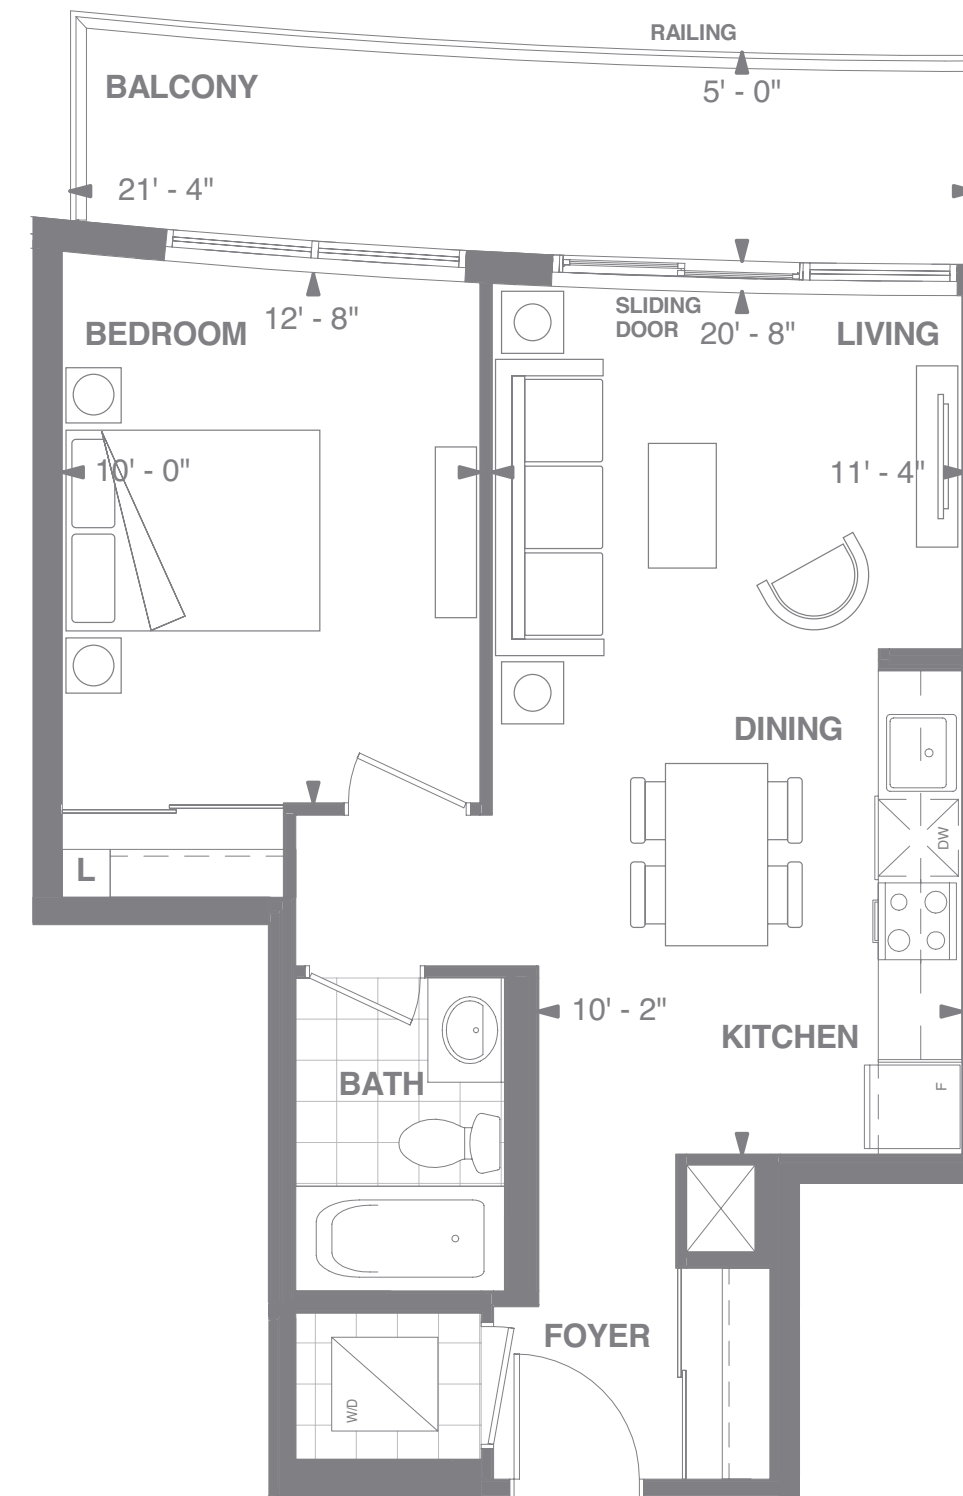 RAILING
BALCONY
5' - 0"
21' - 4"
SLIDING
DOOR
BEDROOM
12' - 8"
20' - 8"
LIVING
10' - 0"
11' - 4"
DINING
DW
L
10' - 2"
KITCHEN
BATH
F
FOYER
W/D